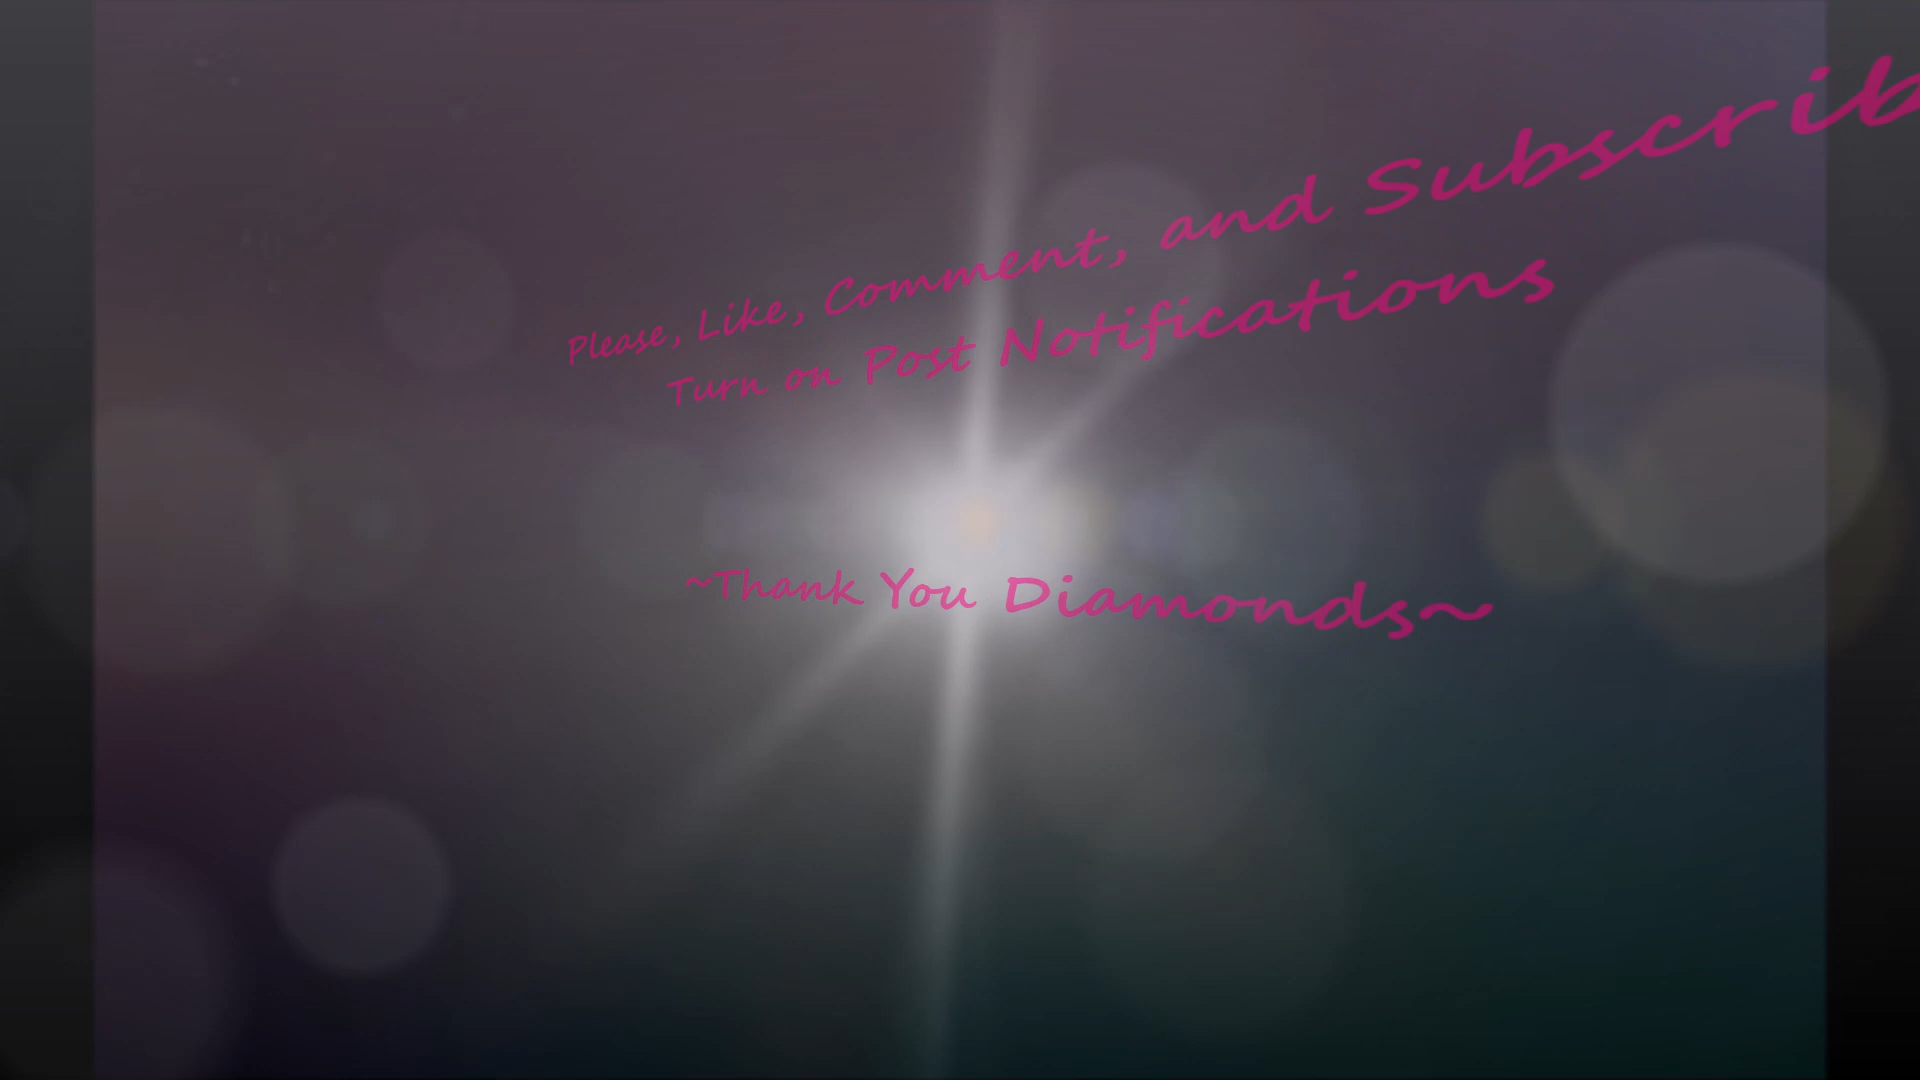 Please, Like, Comment, and Subscrib
Turn on Post Notifications
~Thank You Diamonds~